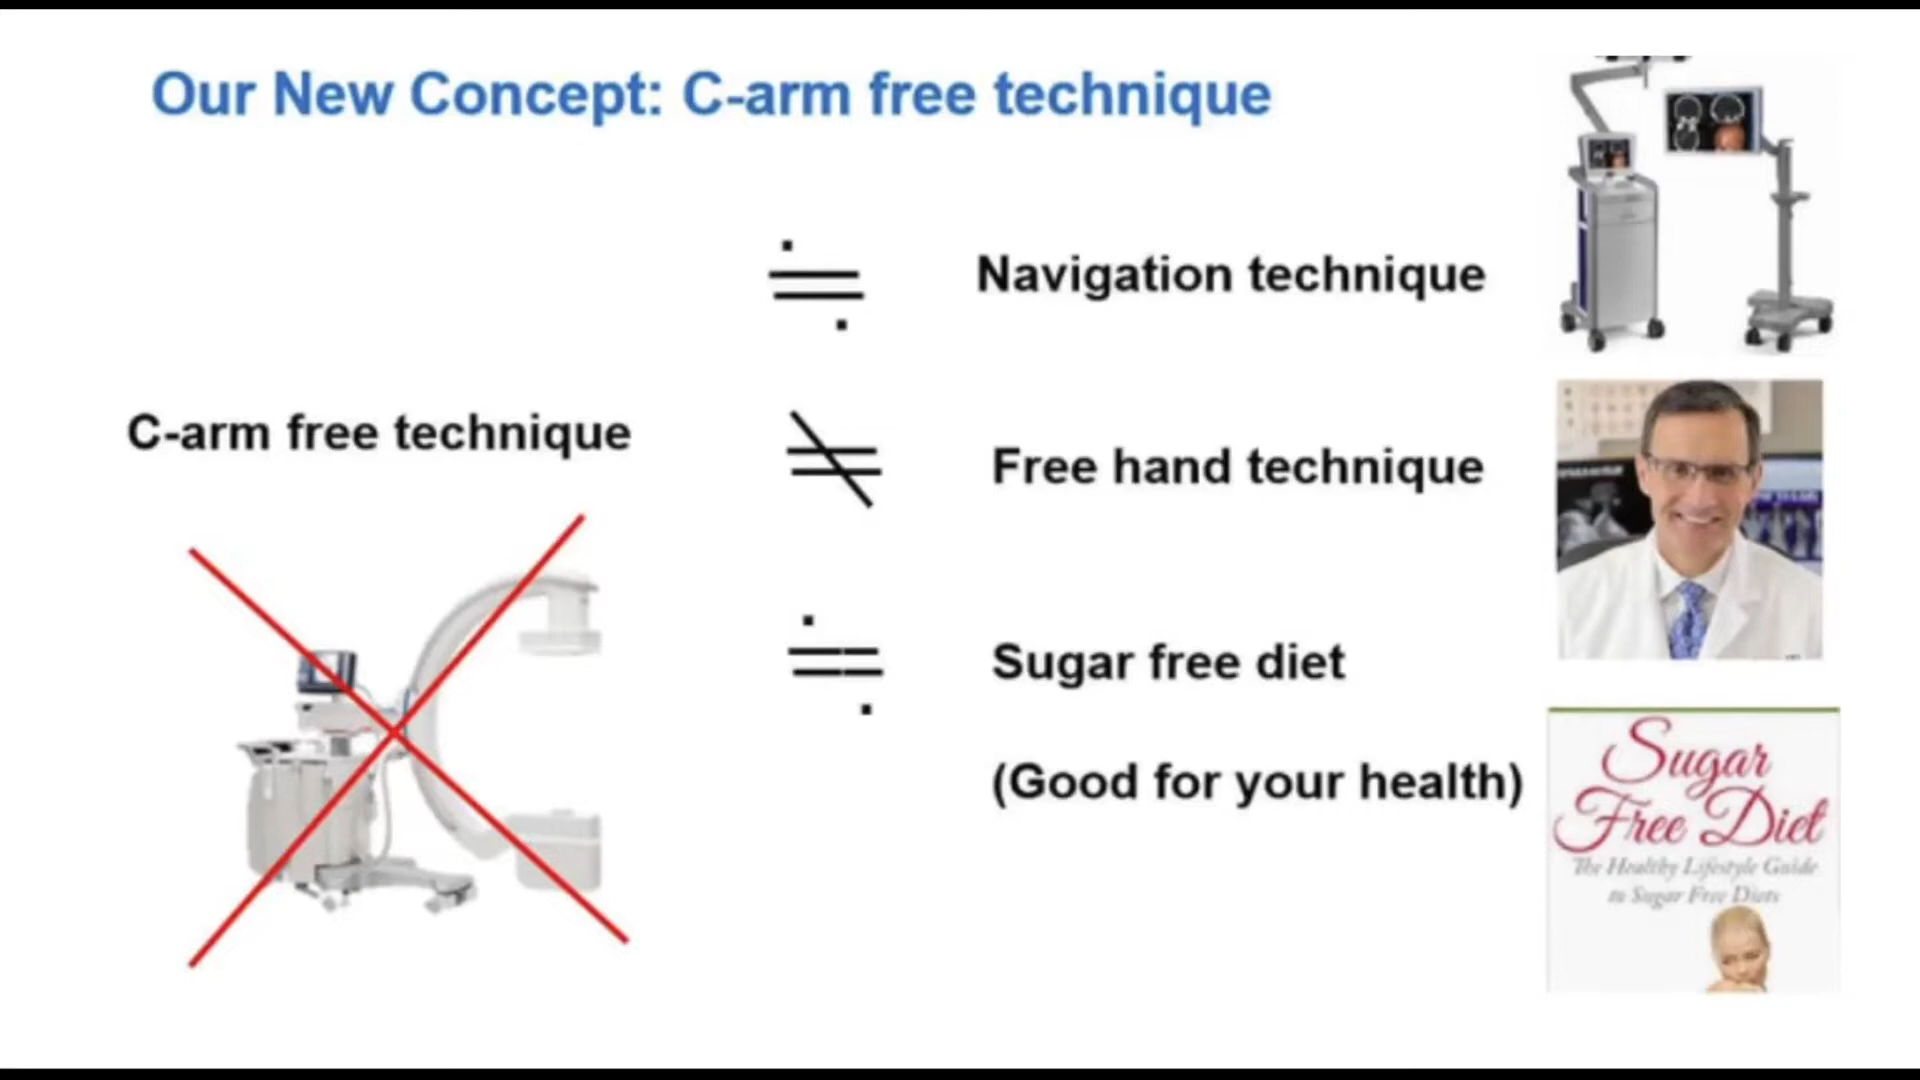 Our New Concept: C-arm free technique
≒ Navigation technique
C-arm free technique
≠ Free hand technique
≒ Sugar free diet
(Good for your health)
Sugar
Free Diet
The Healthy Lifestyle Guide
to Sugar Free Diets